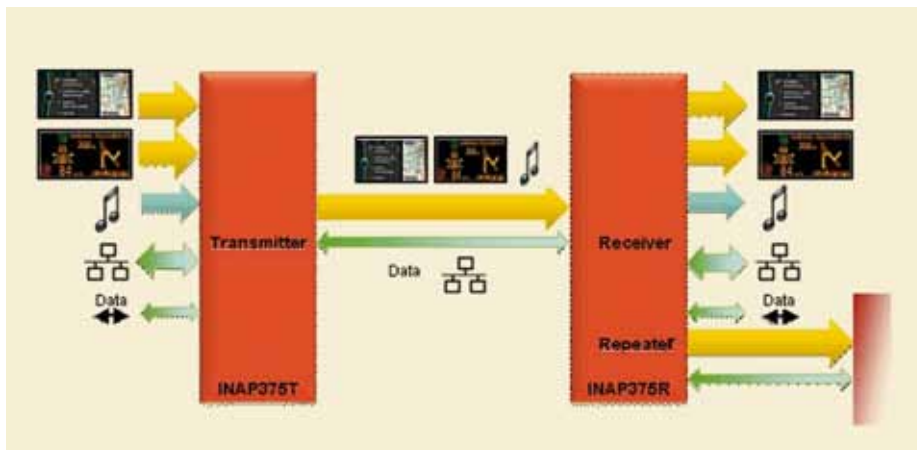 Transmitter
Receiver
Data
Data
Data
Repeater
INAP375T
INAP375R